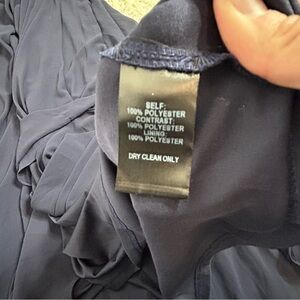 SELF:
100% POLYESTER
CONTRAST:
100% POLYESTER
LINING:
100% POLYESTER
DRY CLEAN ONLY